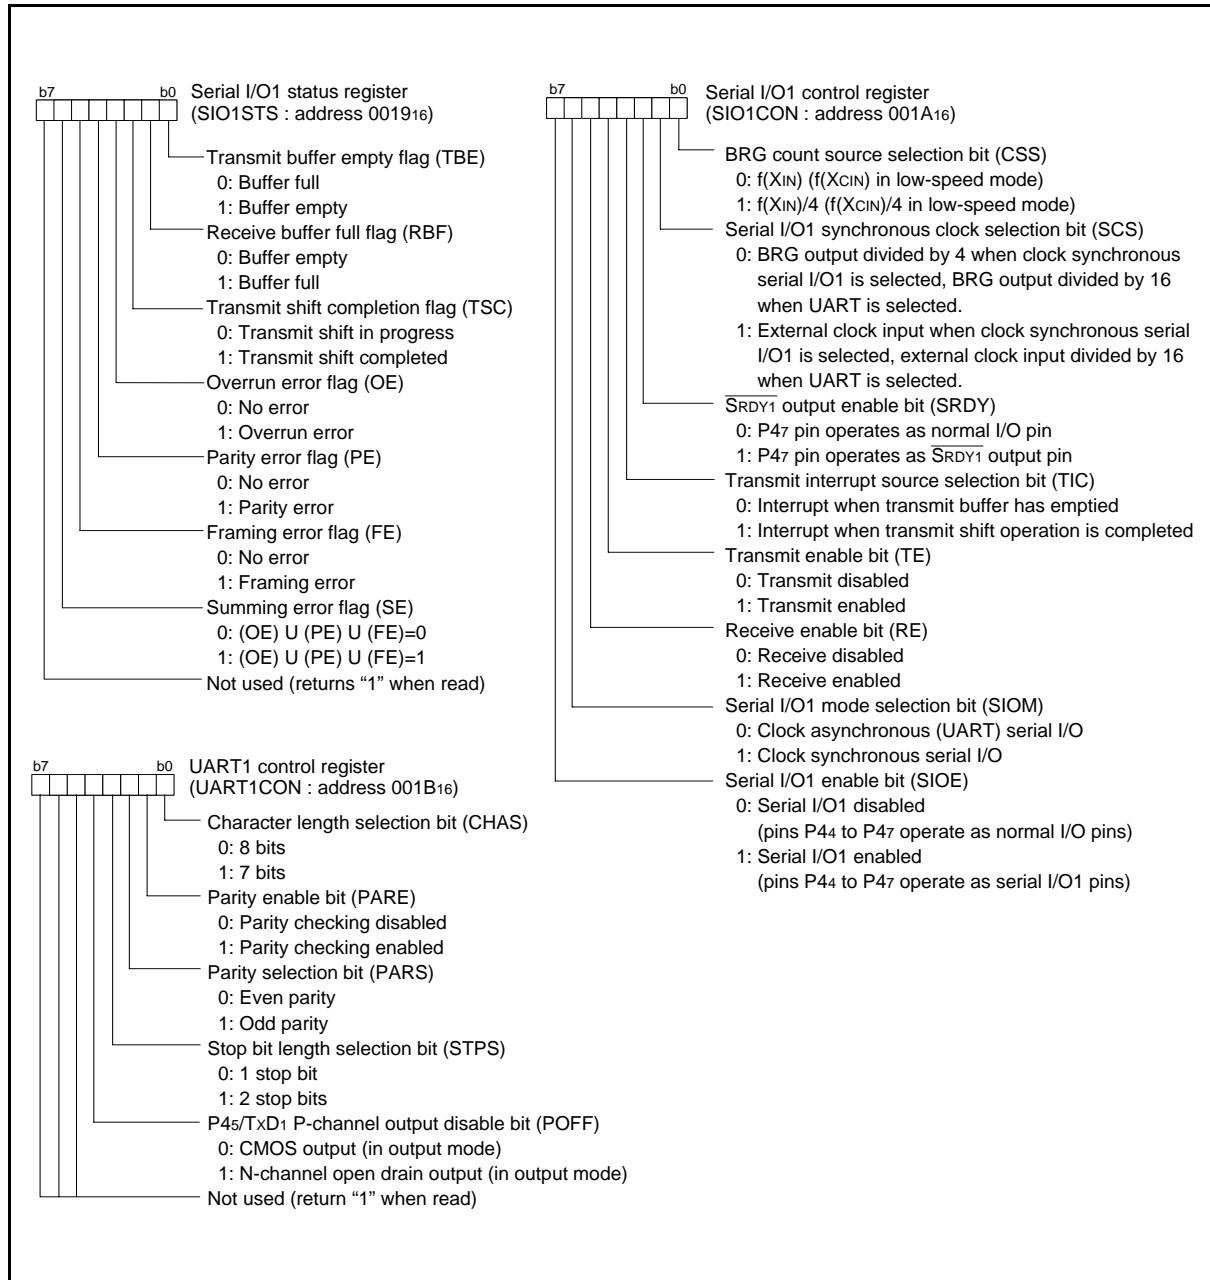 b7 b0 Serial I/O1 status register
(SIO1STS : address 001916)
Transmit buffer empty flag (TBE)
0: Buffer full
1: Buffer empty
Receive buffer full flag (RBF)
0: Buffer empty
1: Buffer full
Transmit shift completion flag (TSC)
0: Transmit shift in progress
1: Transmit shift completed
Overrun error flag (OE)
0: No error
1: Overrun error
Parity error flag (PE)
0: No error
1: Parity error
Framing error flag (FE)
0: No error
1: Framing error
Summing error flag (SE)
0: (OE) U (PE) U (FE)=0
1: (OE) U (PE) U (FE)=1
Not used (returns “1” when read)
b7 b0 UART1 control register
(UART1CON : address 001B16)
Character length selection bit (CHAS)
0: 8 bits
1: 7 bits
Parity enable bit (PARE)
0: Parity checking disabled
1: Parity checking enabled
Parity selection bit (PARS)
0: Even parity
1: Odd parity
Stop bit length selection bit (STPS)
0: 1 stop bit
1: 2 stop bits
P45/TXD1 P-channel output disable bit (POFF)
0: CMOS output (in output mode)
1: N-channel open drain output (in output mode)
Not used (return “1” when read)
b7 b0 Serial I/O1 control register
(SIO1CON : address 001A16)
BRG count source selection bit (CSS)
0: f(XIN) (f(XCIN) in low-speed mode)
1: f(XIN)/4 (f(XCIN)/4 in low-speed mode)
Serial I/O1 synchronous clock selection bit (SCS)
0: BRG output divided by 4 when clock synchronous
serial I/O1 is selected, BRG output divided by 16
when UART is selected.
1: External clock input when clock synchronous serial
I/O1 is selected, external clock input divided by 16
when UART is selected.
SRDY1 output enable bit (SRDY)
0: P47 pin operates as normal I/O pin
1: P47 pin operates as SRDY1 output pin
Transmit interrupt source selection bit (TIC)
0: Interrupt when transmit buffer has emptied
1: Interrupt when transmit shift operation is completed
Transmit enable bit (TE)
0: Transmit disabled
1: Transmit enabled
Receive enable bit (RE)
0: Receive disabled
1: Receive enabled
Serial I/O1 mode selection bit (SIOM)
0: Clock asynchronous (UART) serial I/O
1: Clock synchronous serial I/O
Serial I/O1 enable bit (SIOE)
0: Serial I/O1 disabled
(pins P44 to P47 operate as normal I/O pins)
1: Serial I/O1 enabled
(pins P44 to P47 operate as serial I/O1 pins)